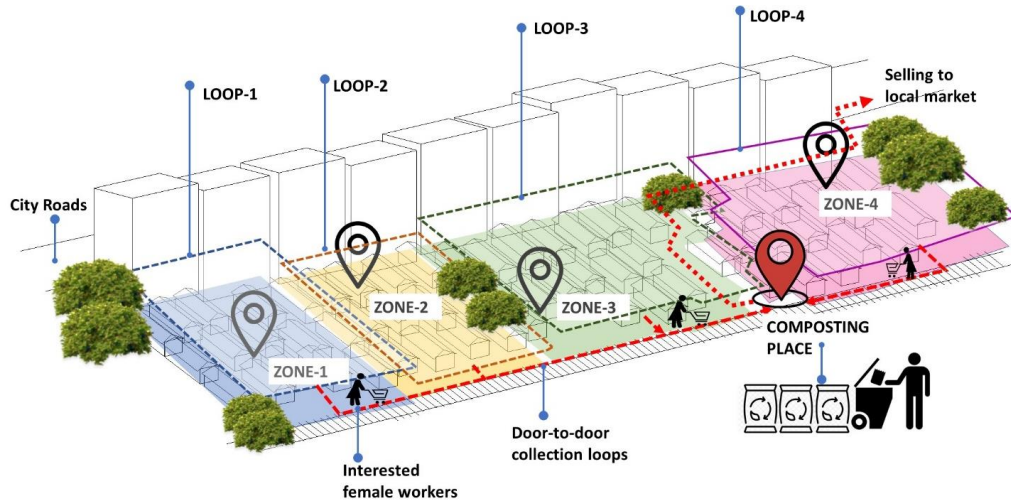 LOOP-4
LOOP-3
LOOP-2
LOOP-1
Selling to
local market
City Roads
ZONE-4
ZONE-2
ZONE-3
ZONE-1
COMPOSTING
PLACE
Door-to-door
collection loops
Interested
female workers